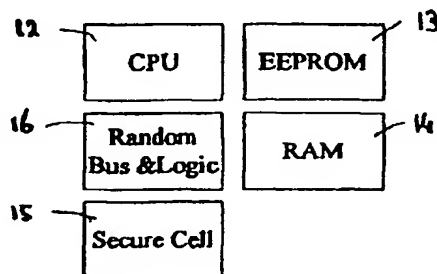 12
CPU
13
EEPROM
16
Random
Bus &Logic
14
RAM
15
Secure Cell